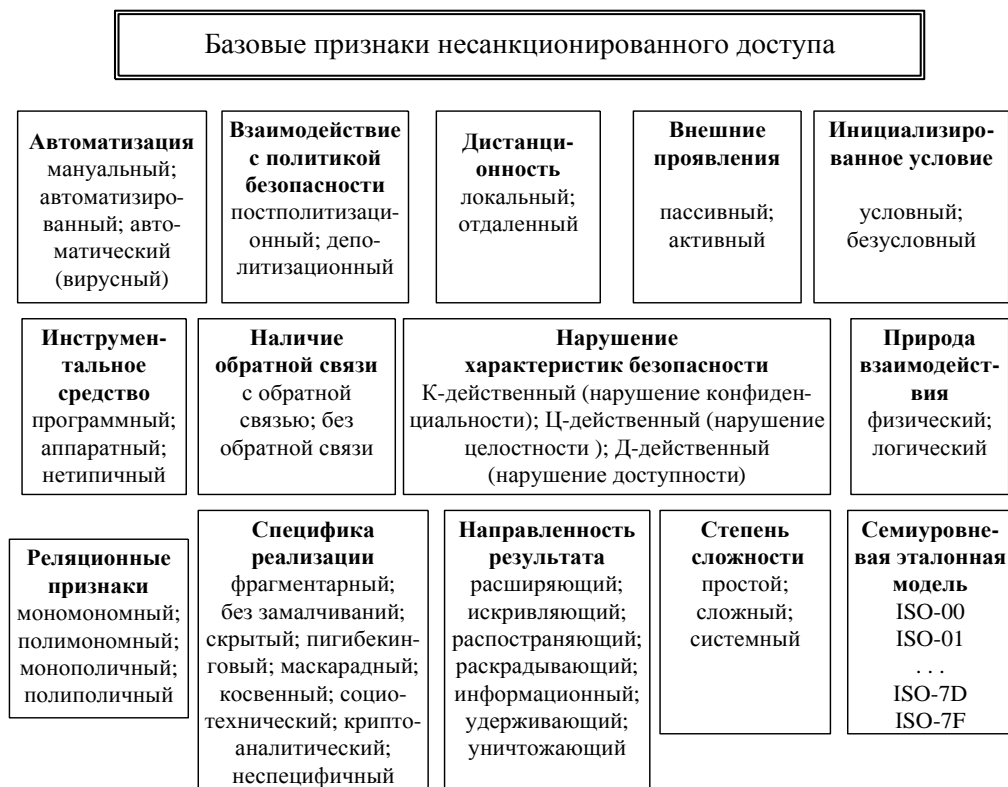 Базовые признаки несанкционированного доступа
Автоматизация
мануальный;
автоматизиро-
ванный; авто-
матический
(вирусный)
Взаимодействие
с политикой
безопасности
постполитизаци-
онный; депо-
литизационный
Дистанци-
онность
локальный;
отдаленный
Внешние
проявления
пассивный;
активный
Инициализиро-
ванное условие
условный;
безусловный
Инструмен-
тальное
средство
программный;
аппаратный;
нетипичный
Наличие
обратной связи
с обратной
связью; без
обратной связи
Нарушение
характеристик безопасности
К-действенный (нарушение конфиден-
циальности); Ц-действенный (нарушение
целостности ); Д-действенный
(нарушение доступности)
Природа
взаимодейст-
вия
физический;
логический
Реляционные
признаки
мономономный;
полимономный;
монополичный;
полиполичный
Специфика
реализации
фрагментарный;
без замалчиваний;
скрытый; пигибекин-
говый; маскарадный;
косвенный; социо-
технический; крипто-
аналитический;
неспецифичный
Направленность
результата
расширяющий;
искривляющий;
распостраняющий;
раскрадывающий;
информационный;
удерживающий;
уничтожающий
Степень
сложности
простой;
сложный;
системный
Семиуровне-
вая эталонная
модель
ISO-00
ISO-01
. . .
ISO-7D
ISO-7F